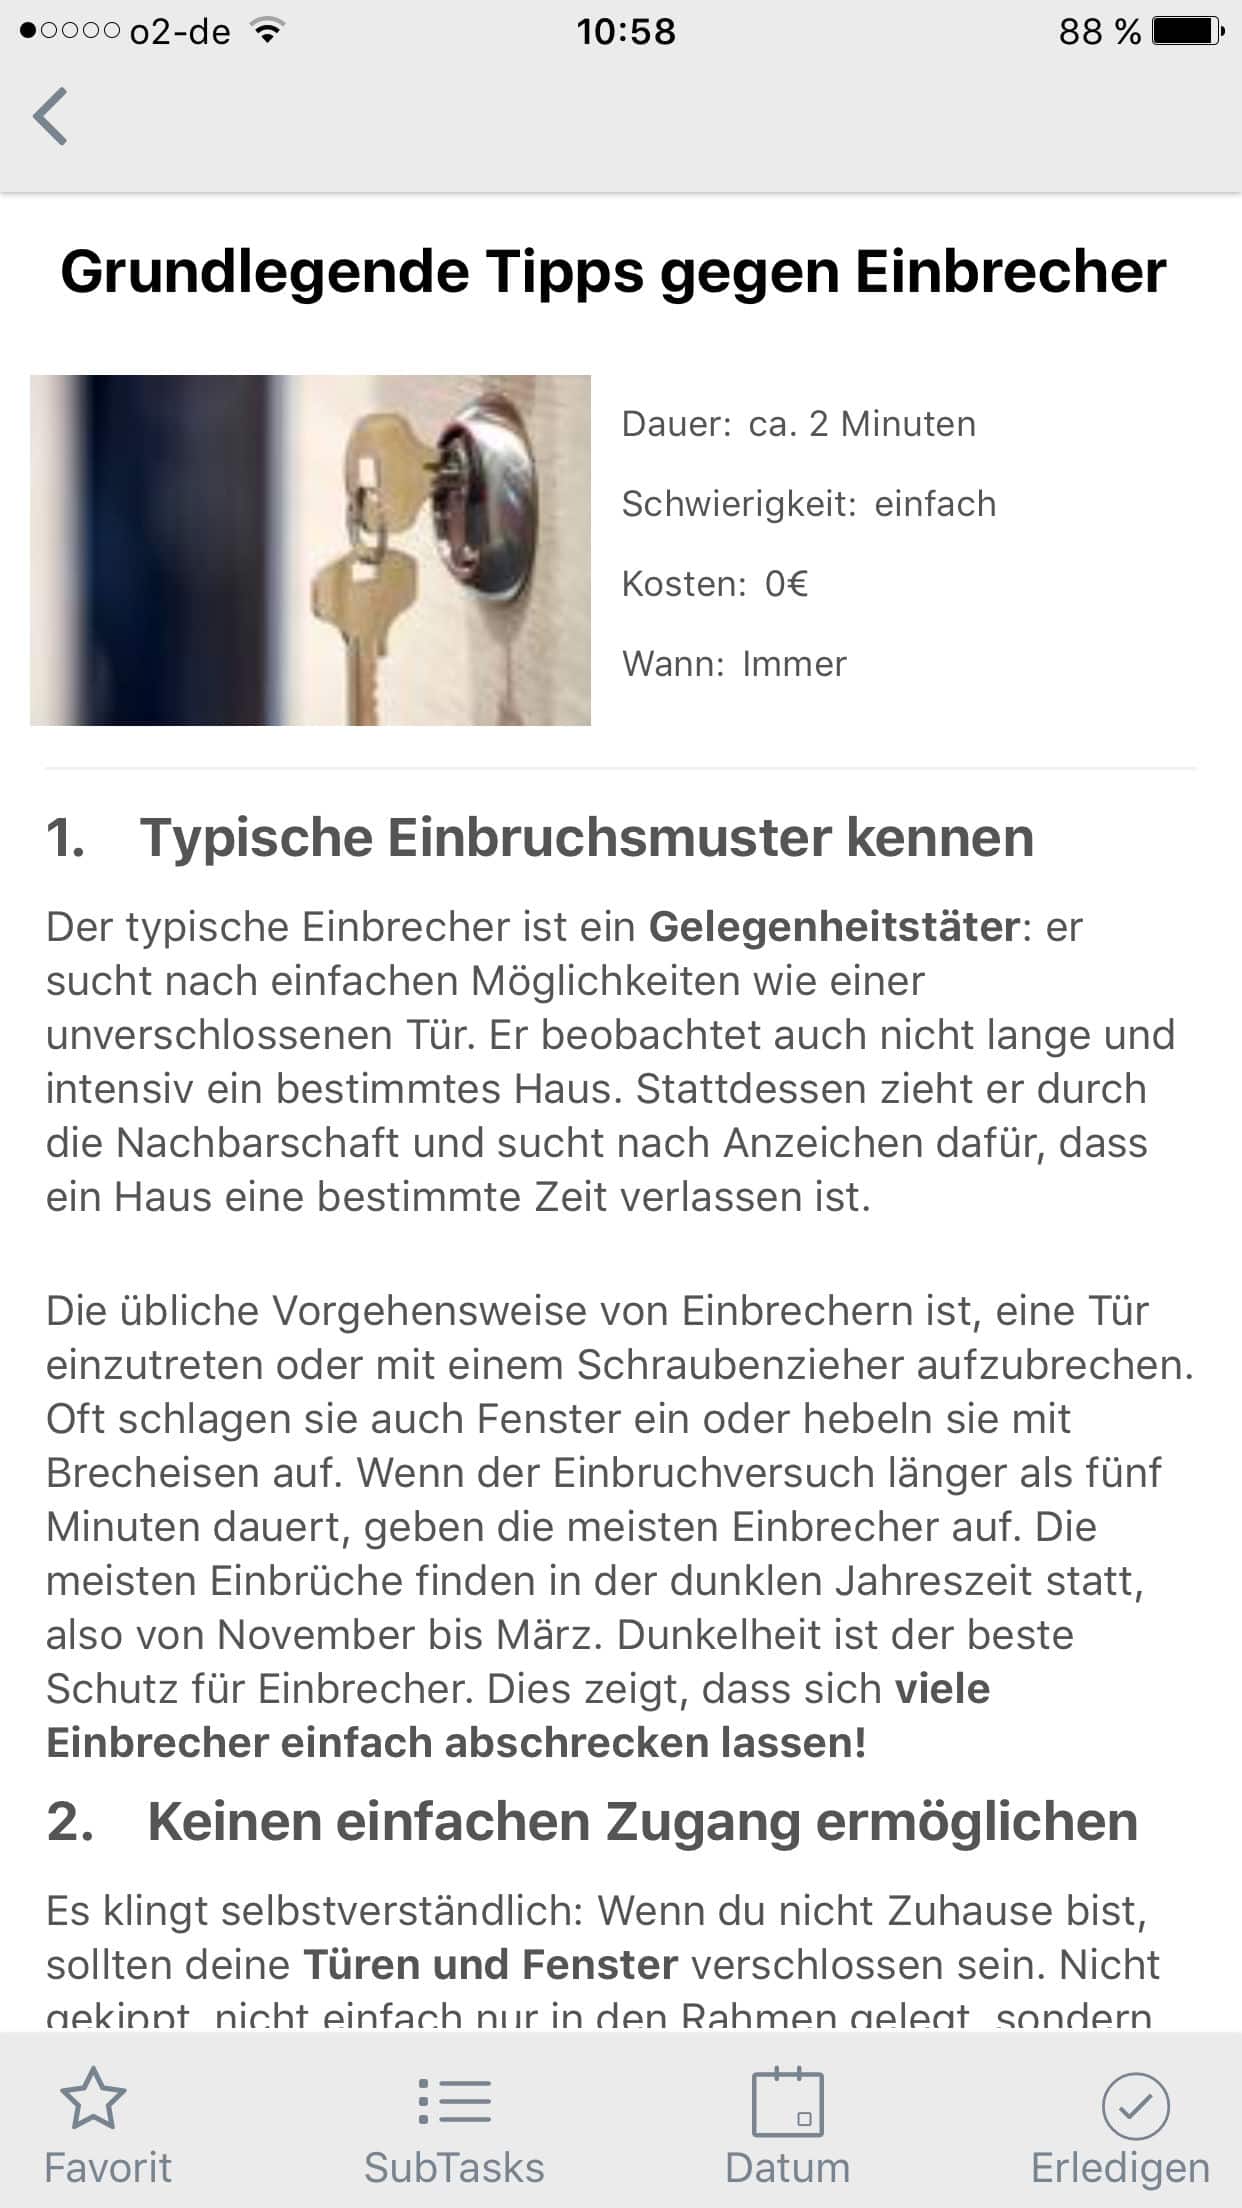 o2-de 10:58 88 %
Grundlegende Tipps gegen Einbrecher
Dauer: ca. 2 Minuten
Schwierigkeit: einfach
Kosten: 0€
Wann: Immer
1. Typische Einbruchsmuster kennen
Der typische Einbrecher ist ein Gelegenheitstäter: er
sucht nach einfachen Möglichkeiten wie einer
unverschlossenen Tür. Er beobachtet auch nicht lange und
intensiv ein bestimmtes Haus. Stattdessen zieht er durch
die Nachbarschaft und sucht nach Anzeichen dafür, dass
ein Haus eine bestimmte Zeit verlassen ist.
Die übliche Vorgehensweise von Einbrechern ist, eine Tür
einzutreten oder mit einem Schraubenzieher aufzubrechen.
Oft schlagen sie auch Fenster ein oder hebeln sie mit
Brecheisen auf. Wenn der Einbruchversuch länger als fünf
Minuten dauert, geben die meisten Einbrecher auf. Die
meisten Einbrüche finden in der dunklen Jahreszeit statt,
also von November bis März. Dunkelheit ist der beste
Schutz für Einbrecher. Dies zeigt, dass sich viele
Einbrecher einfach abschrecken lassen!
2. Keinen einfachen Zugang ermöglichen
Es klingt selbstverständlich: Wenn du nicht Zuhause bist,
sollten deine Türen und Fenster verschlossen sein. Nicht
gekippt, nicht einfach nur in den Rahmen gelegt, sondern
Favorit SubTasks Datum Erledigen